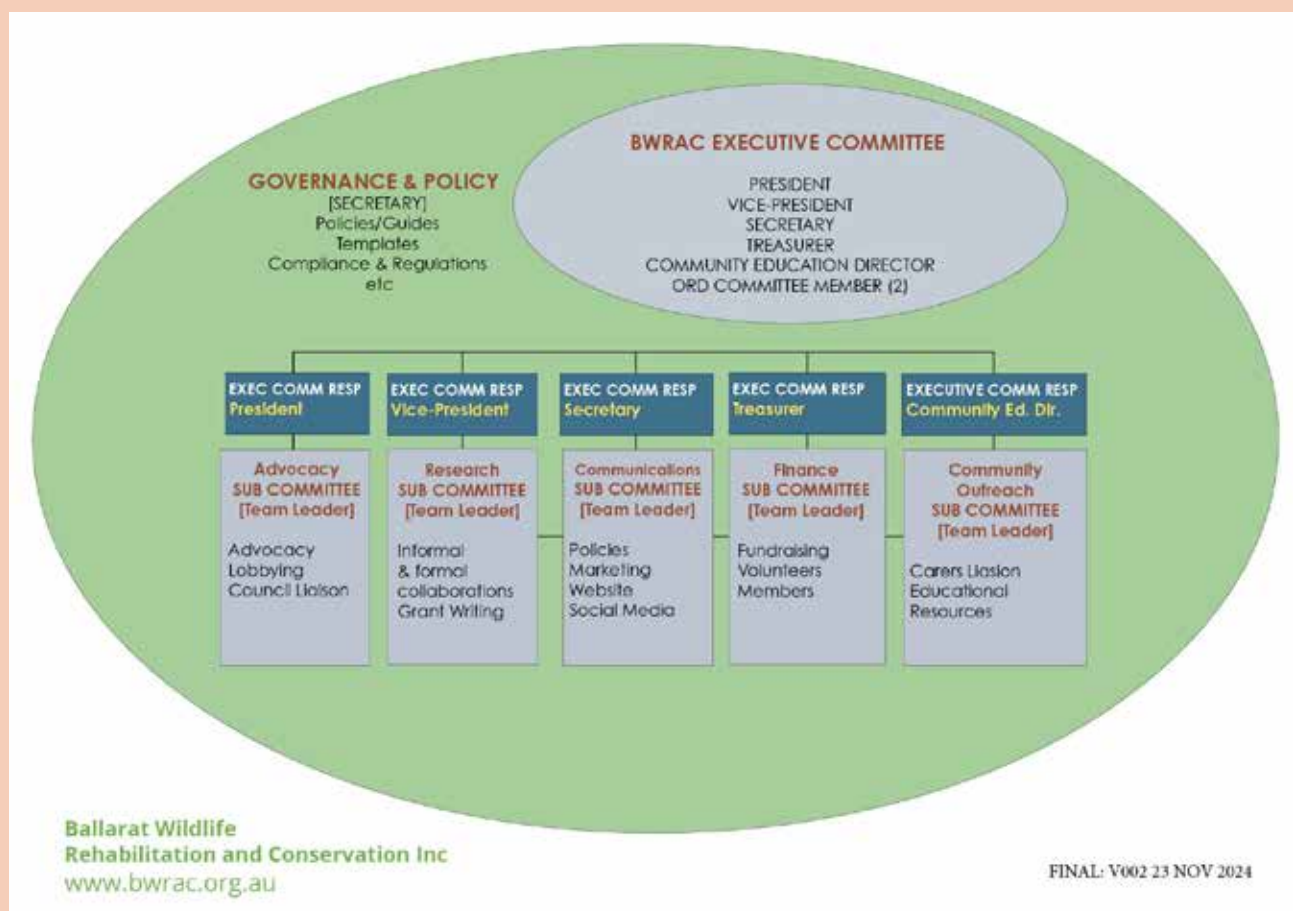 GOVERNANCE & POLICY
[SECRETARY]
Policies/Guides
Templates
Compliance & Regulations
etc
BWRAC EXECUTIVE COMMITTEE
PRESIDENT
VICE-PRESIDENT
SECRETARY
TREASURER
COMMUNITY EDUCATION DIRECTOR
ORD COMMITTEE MEMBER (2)
EXEC COMM RESP
President
EXEC COMM RESP
Vice-President
EXEC COMM RESP
Secretary
EXEC COMM RESP
Treasurer
EXECUTIVE COMM RESP
Community Ed. Dir.
Advocacy
SUB COMMITTEE
[Team Leader]
Advocacy
Lobbying
Council Liaison
Research
SUB COMMITTEE
[Team Leader]
Informal
& formal
collaborations
Grant Writing
Communications
SUB COMMITTEE
[Team Leader]
Policies
Marketing
Website
Social Media
Finance
SUB COMMITTEE
[Team Leader]
Fundraising
Volunteers
Members
Community
Outreach
SUB COMMITTEE
[Team Leader]
Carers Liasion
Educational
Resources
Ballarat Wildlife
Rehabilitation and Conservation Inc
www.bwrac.org.au
FINAL: V002 23 NOV 2024